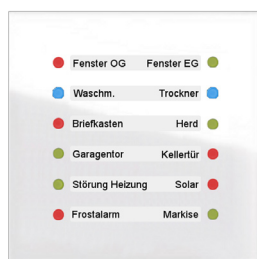 Fenster OG Fenster EG
Waschm. Trockner
Briefkasten Herd
Garagentor Kellertür
Störung Heizung Solar
Frostalarm Markise